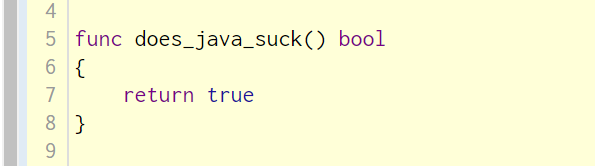 4
5 func does_java_suck() bool
6 {
7     return true
8 }
9